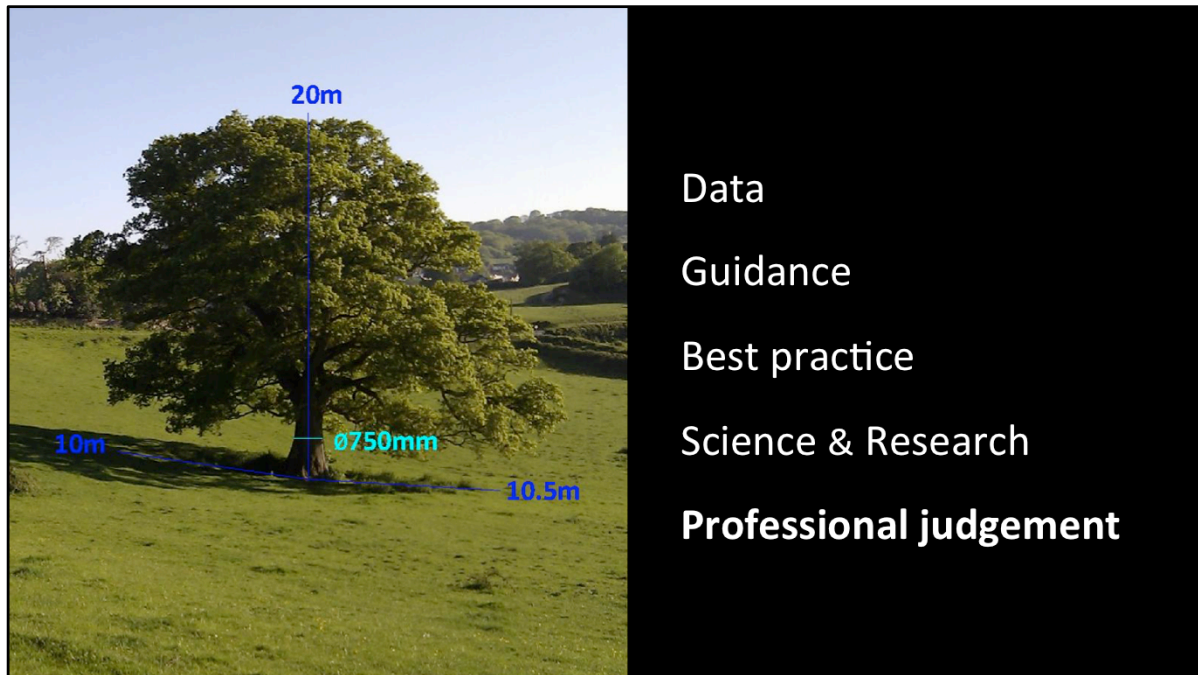 20m
10m
ø750mm
10.5m
Data
Guidance
Best practice
Science & Research
Professional judgement